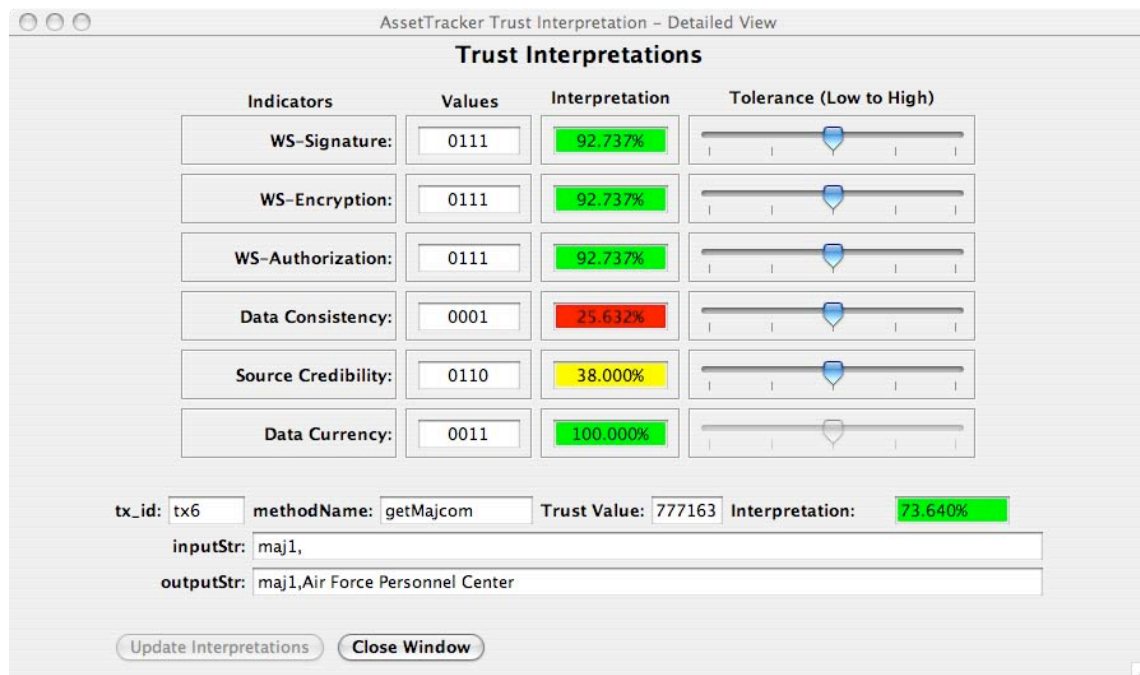 AssetTracker Trust Interpretation – Detailed View
Trust Interpretations
Indicators Values Interpretation Tolerance (Low to High)
WS-Signature: 0111 92.737%
WS-Encryption: 0111 92.737%
WS-Authorization: 0111 92.737%
Data Consistency: 0001 25.632%
Source Credibility: 0110 38.000%
Data Currency: 0011 100.000%
tx_id: tx6 methodName: getMajcom Trust Value: 777163 Interpretation: 73.640%
inputStr: maj1,
outputStr: maj1,Air Force Personnel Center
Update Interpretations Close Window